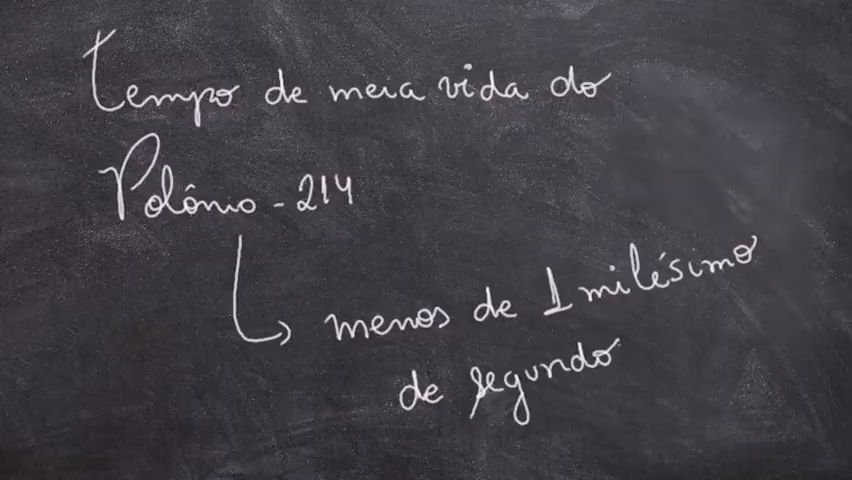 tempo de meia vida do
Polônio - 214
menos de 1 milésimo
de segundo